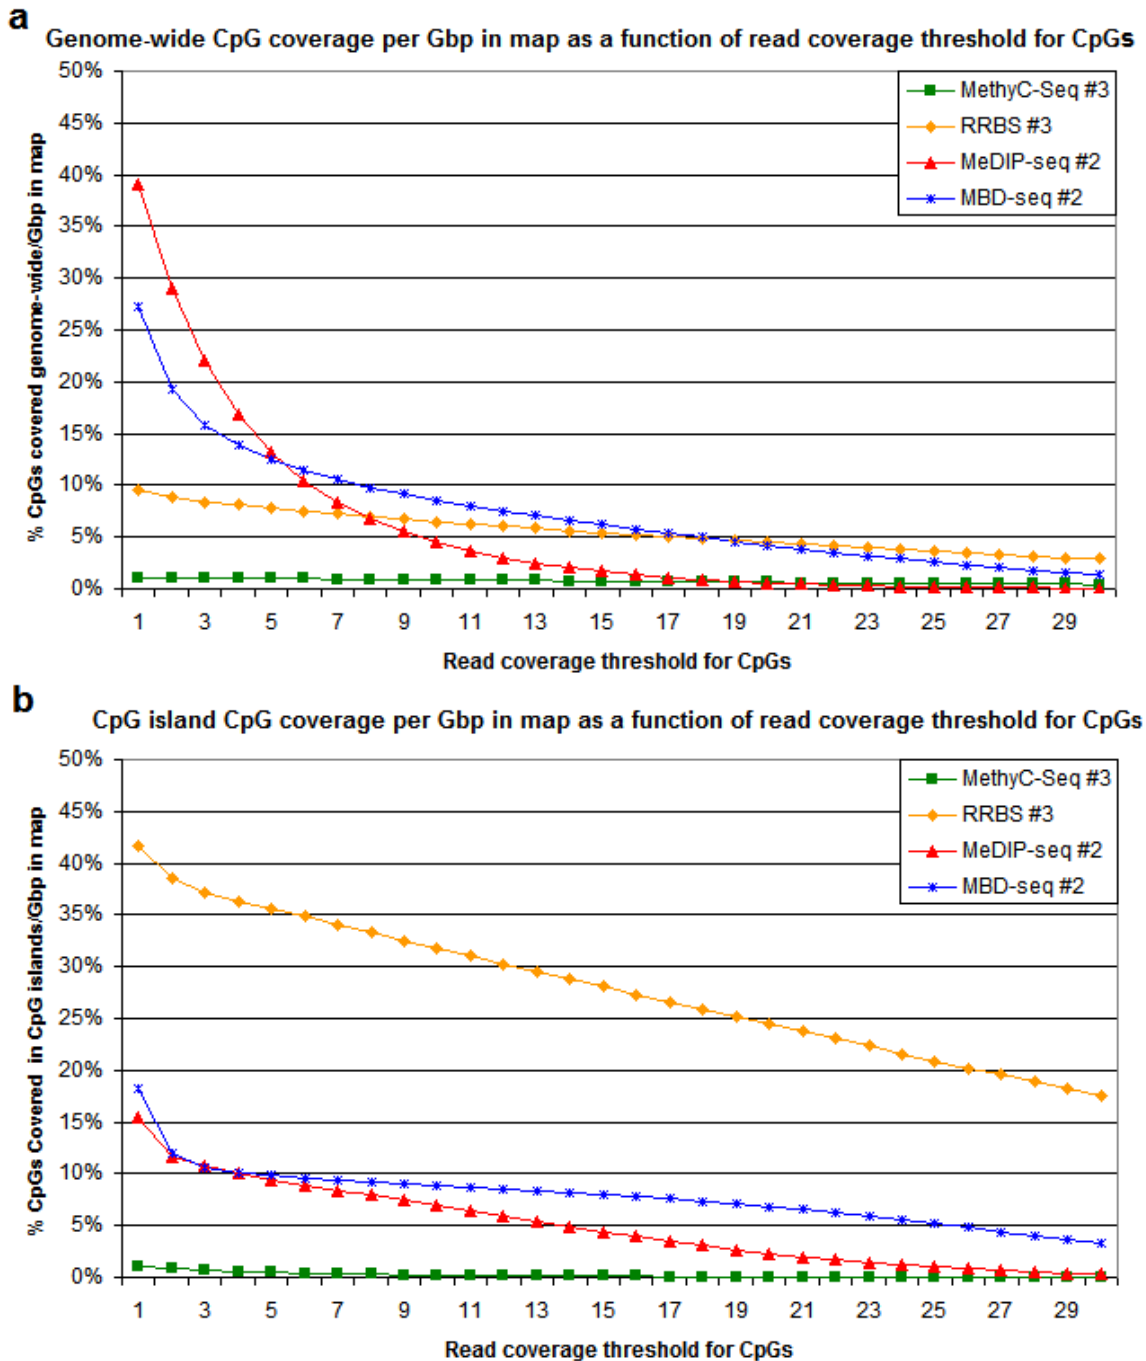 a
Genome-wide CpG coverage per Gbp in map as a function of read coverage threshold for CpGs
% CpGs covered genome-wide/Gbp in map
50%
45%
40%
35%
30%
25%
20%
15%
10%
5%
0%
MethyC-Seq #3
RRBS #3
MeDIP-seq #2
MBD-seq #2
1 3 5 7 9 11 13 15 17 19 21 23 25 27 29
Read coverage threshold for CpGs
b
CpG island CpG coverage per Gbp in map as a function of read coverage threshold for CpGs
% CpGs Covered in CpG islands/Gbp in map
50%
45%
40%
35%
30%
25%
20%
15%
10%
5%
0%
MethyC-Seq #3
RRBS #3
MeDIP-seq #2
MBD-seq #2
1 3 5 7 9 11 13 15 17 19 21 23 25 27 29
Read coverage threshold for CpGs